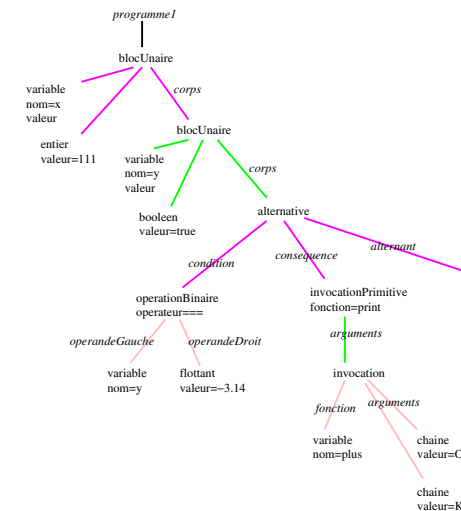 programme1
blocUnaire
variable
nom=x
valeur
corps
entier
valeur=111
blocUnaire
variable
nom=y
valeur
corps
booleen
valeur=true
alternative
condition
consequence
alternant
operationBinaire
operateur===
invocationPrimitive
fonction=print
operandeGauche
operandeDroit
arguments
variable
nom=y
flottant
valeur=−3.14
invocation
fonction
arguments
variable
nom=plus
chaine
valeur=O
chaine
valeur=K